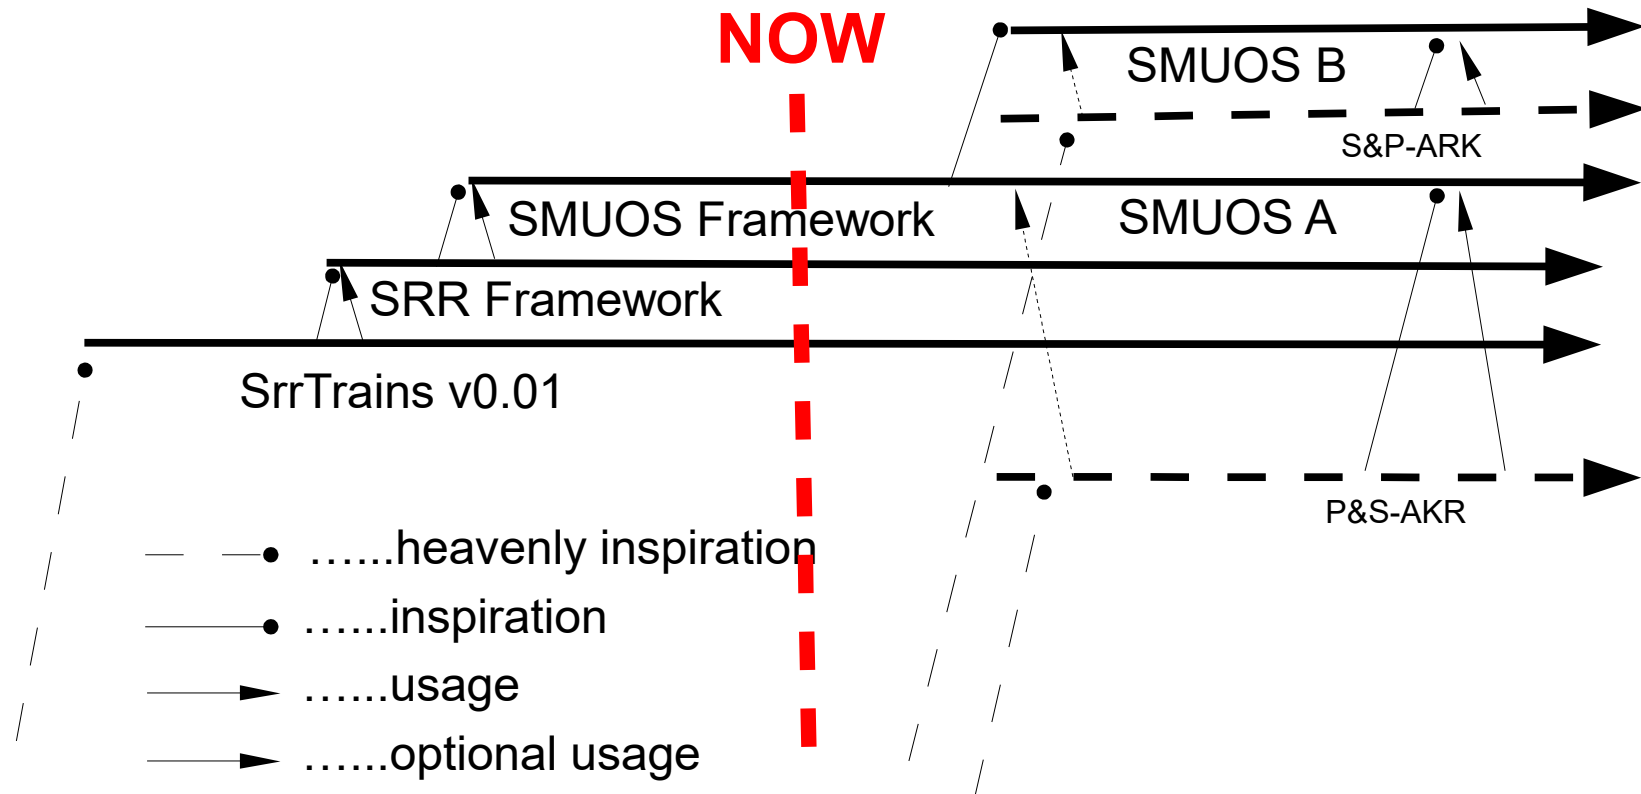 NOW
SMUOS B
S&P-ARK
SMUOS Framework
SMUOS A
SRR Framework
SrrTrains v0.01
P&S-AKR
…...heavenly inspiration
…...inspiration
…...usage
…...optional usage